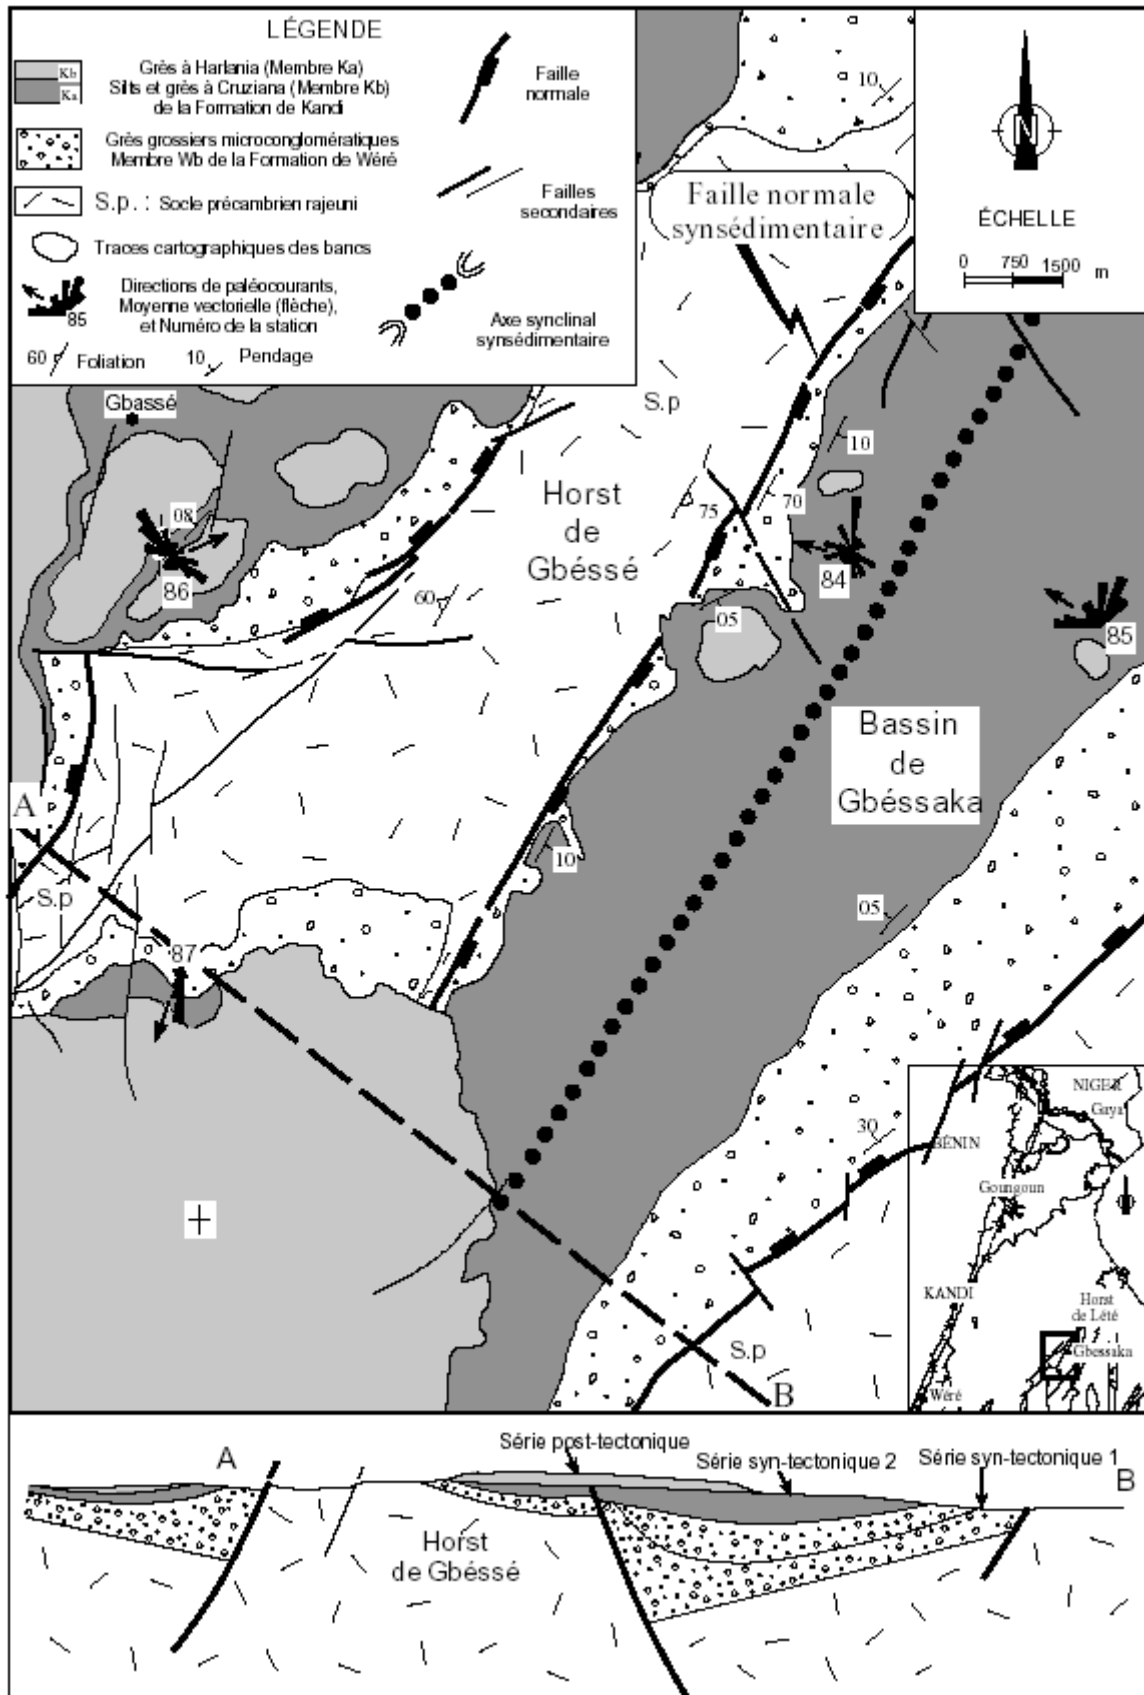 LÉGENDE
Kb
Ka
Grès à Harlania (Membre Ka)
Silts et grès à Cruziana (Membre Kb)
de la Formation de Kandi
Grès grossiers microconglomératiques
Membre Wb de la Formation de Wéré
S.p. : Socle précambrien rajeuni
Traces cartographiques des bancs
Directions de paléocourants,
Moyenne vectorielle (flèche),
et Numéro de la station
85
60 Foliation
10 Pendage
Faille
normale
Failles
secondaires
Axe synclinal
synsédimentaire
10
Faille normale
synsédimentaire
N
ÉCHELLE
0 750 1500 m
Gbassé
S.p
10
08
86
Horst
de
Gbéssé
75
70
84
60
05
85
Bassin
de
Gbéssaka
A
10
S.p
05
87
30
S.p
B
NIGER
Gaya
BÉNIN
Goungoun
KANDI
Horst
de Lété
Gbessaka
Wéré
A
Série post-tectonique
Série syn-tectonique 2
Série syn-tectonique 1
B
Horst
de Gbéssé